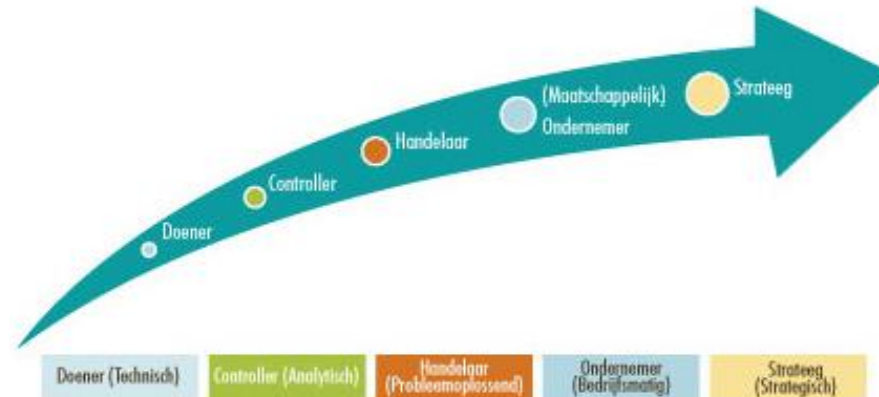 Strateeg
(Maatschappelijk)
Ondernemer
Handelaar
Controller
Doener
Doener (Technisch)
Controller (Analytisch)
Handelaar
(Probleemoplossend)
Ondernemer
(Bedrijfsmatig)
Strateeg
(Strategisch)